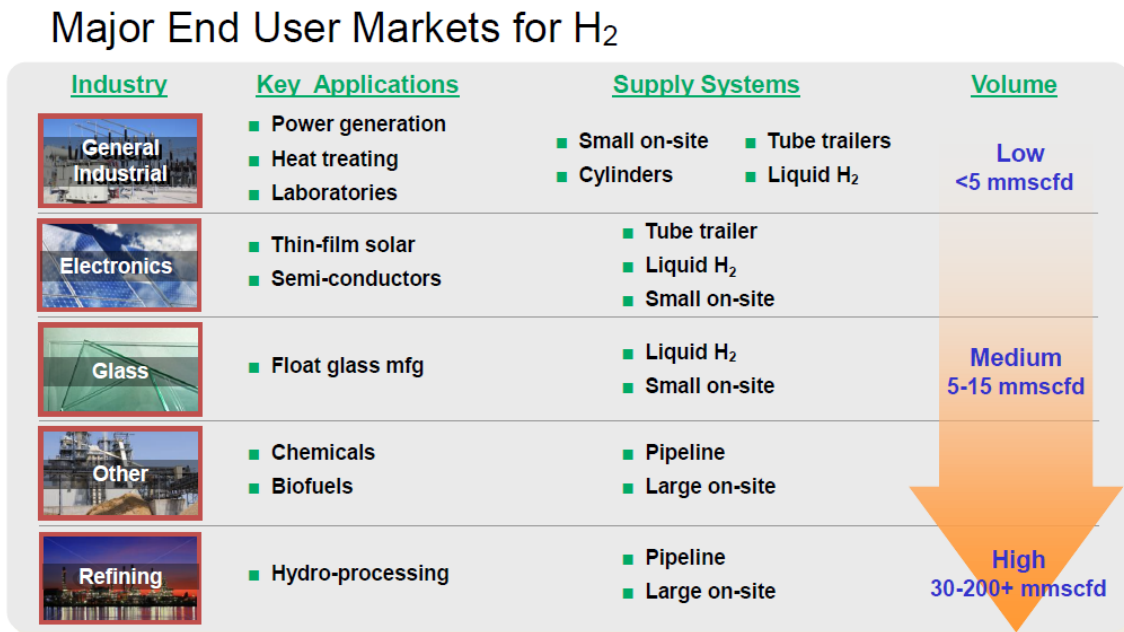 Major End User Markets for H₂
Industry
Key Applications
Supply Systems
Volume
General
Industrial
Power generation
Heat treating
Laboratories
Small on-site
Cylinders
Tube trailers
Liquid H₂
Low
<5 mmscfd
Electronics
Thin-film solar
Semi-conductors
Tube trailer
Liquid H₂
Small on-site
Glass
Float glass mfg
Liquid H₂
Small on-site
Medium
5-15 mmscfd
Other
Chemicals
Biofuels
Pipeline
Large on-site
Refining
Hydro-processing
Pipeline
Large on-site
High
30-200+ mmscfd